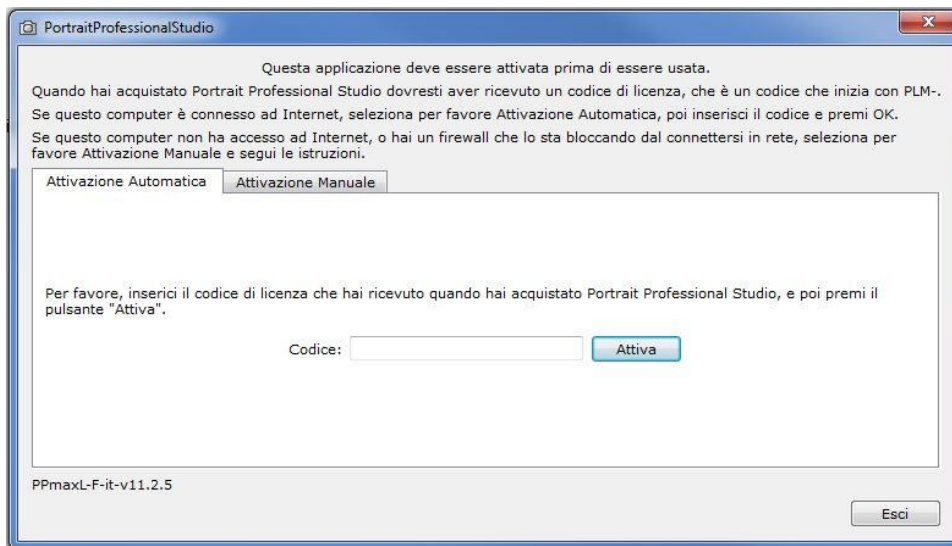 PortraitProfessionalStudio
Questa applicazione deve essere attivata prima di essere usata.
Quando hai acquistato Portrait Professional Studio dovresti aver ricevuto un codice di licenza, che è un codice che inizia con PLM-.
Se questo computer è connesso ad Internet, seleziona per favore Attivazione Automatica, poi inserisci il codice e premi OK.
Se questo computer non ha accesso ad Internet, o hai un firewall che lo sta bloccando dal connettersi in rete, seleziona per
favore Attivazione Manuale e segui le istruzioni.
Attivazione Automatica
Attivazione Manuale
Per favore, inserici il codice di licenza che hai ricevuto quando hai acquistato Portrait Professional Studio, e poi premi il
pulsante "Attiva".
Codice:
Attiva
PPmaxL-F-it-v11.2.5
Esci